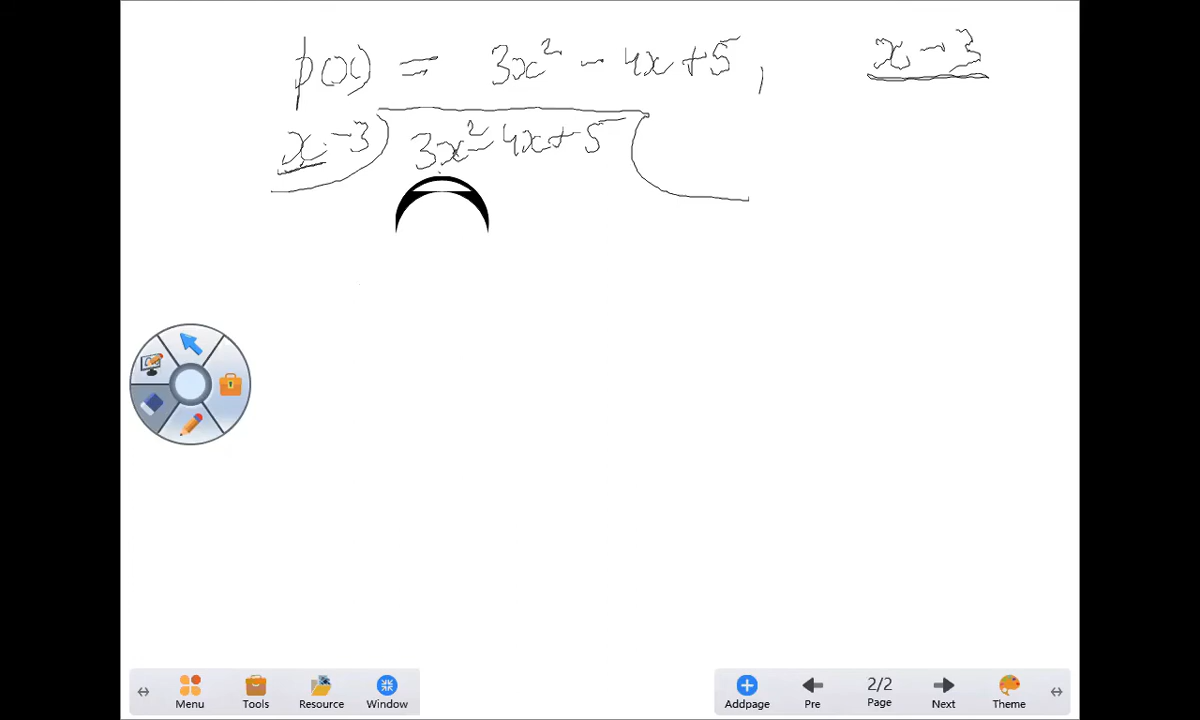 p(x) = 3x² - 4x + 5, x - 3
x - 3) 3x² - 4x + 5 (
Menu Tools Resource Window Addpage Pre 2/2 Page Next Theme